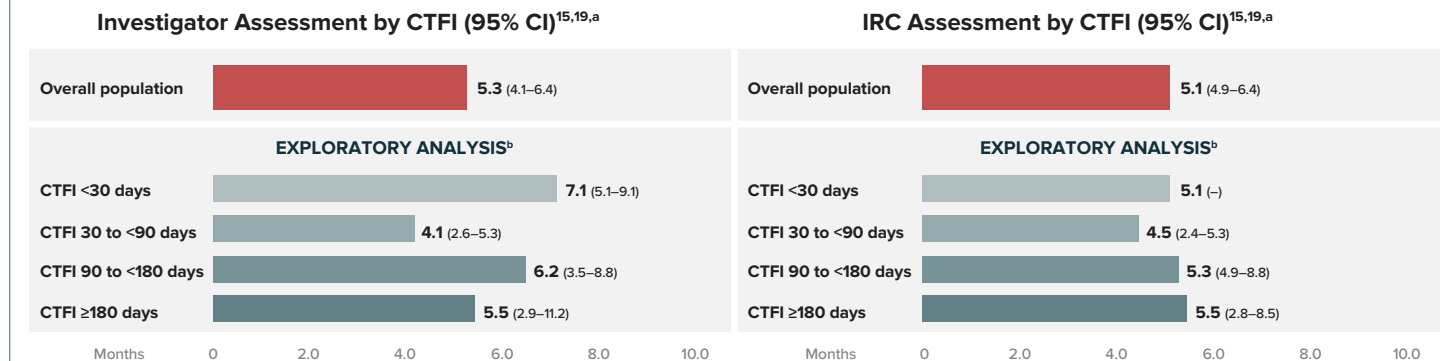 Investigator Assessment by CTFI (95% CI)15,19,a
Overall population 5.3 (4.1–6.4)
EXPLORATORY ANALYSISb
CTFI <30 days 7.1 (5.1–9.1)
CTFI 30 to <90 days 4.1 (2.6–5.3)
CTFI 90 to <180 days 6.2 (3.5–8.8)
CTFI ≥180 days 5.5 (2.9–11.2)
Months 0 2.0 4.0 6.0 8.0 10.0
IRC Assessment by CTFI (95% CI)15,19,a
Overall population 5.1 (4.9–6.4)
EXPLORATORY ANALYSISb
CTFI <30 days 5.1 (–)
CTFI 30 to <90 days 4.5 (2.4–5.3)
CTFI 90 to <180 days 5.3 (4.9–8.8)
CTFI ≥180 days 5.5 (2.8–8.5)
Months 0 2.0 4.0 6.0 8.0 10.0